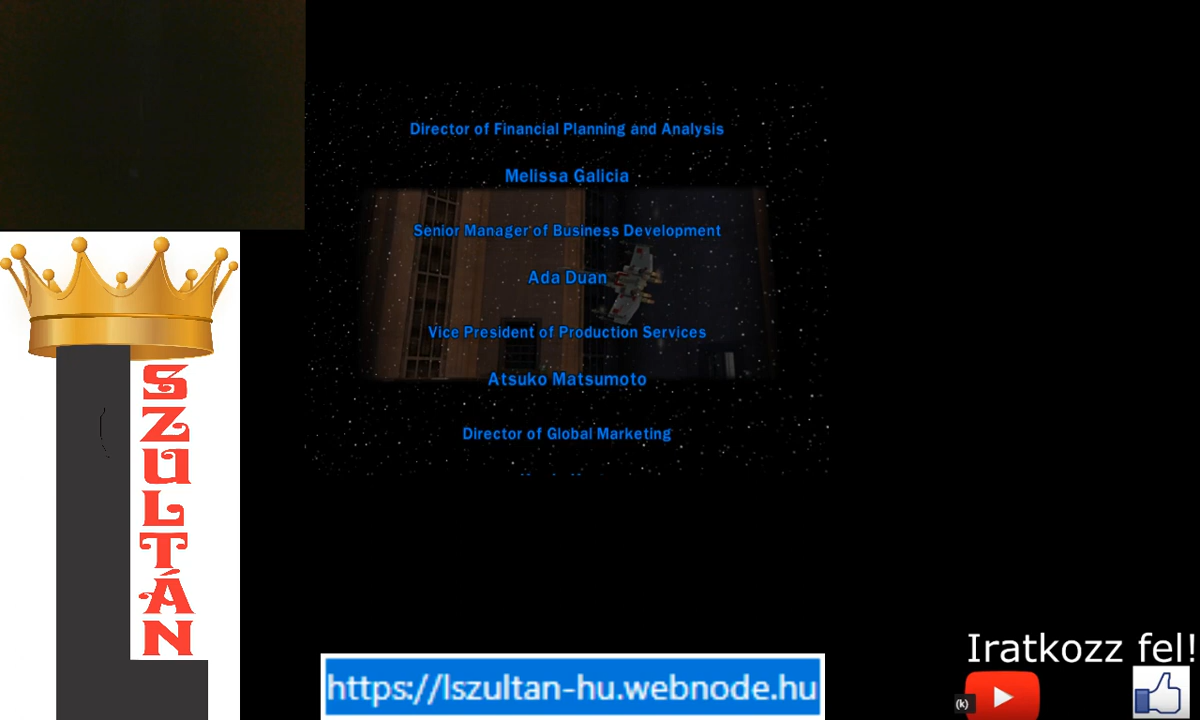 Director of Financial Planning and Analysis
Melissa Galicia
Senior Manager of Business Development
Ada Duan
Vice President of Production Services
Atsuko Matsumoto
Director of Global Marketing
L
SZULTÁN
https://lszultan-hu.webnode.hu
Iratkozz fel!
(k)